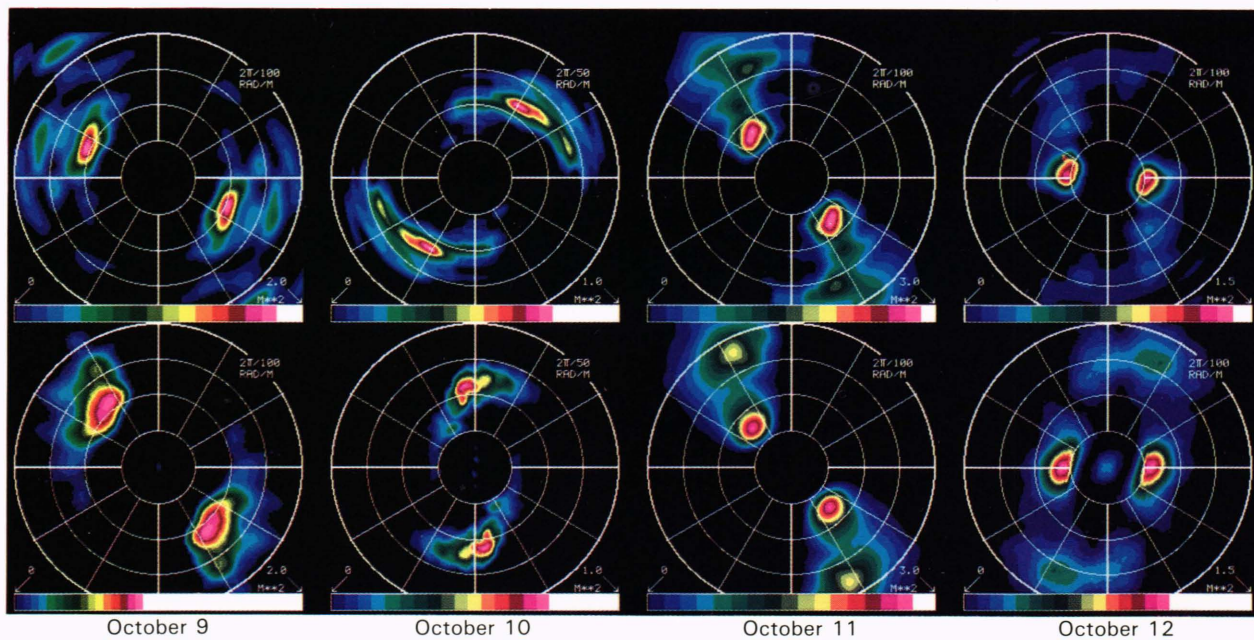 2π/100 RAD/M
2π/50 RAD/M
2π/100 RAD/M
2π/100 RAD/M
0 2.0 M**2
0 1.0 M**2
0 3.0 M**2
0 1.5 M**2
2π/100 RAD/M
2π/50 RAD/M
2π/100 RAD/M
2π/100 RAD/M
0 2.0 M**2
0 1.0 M**2
0 3.0 M**2
0 1.5 M**2
October 9
October 10
October 11
October 12